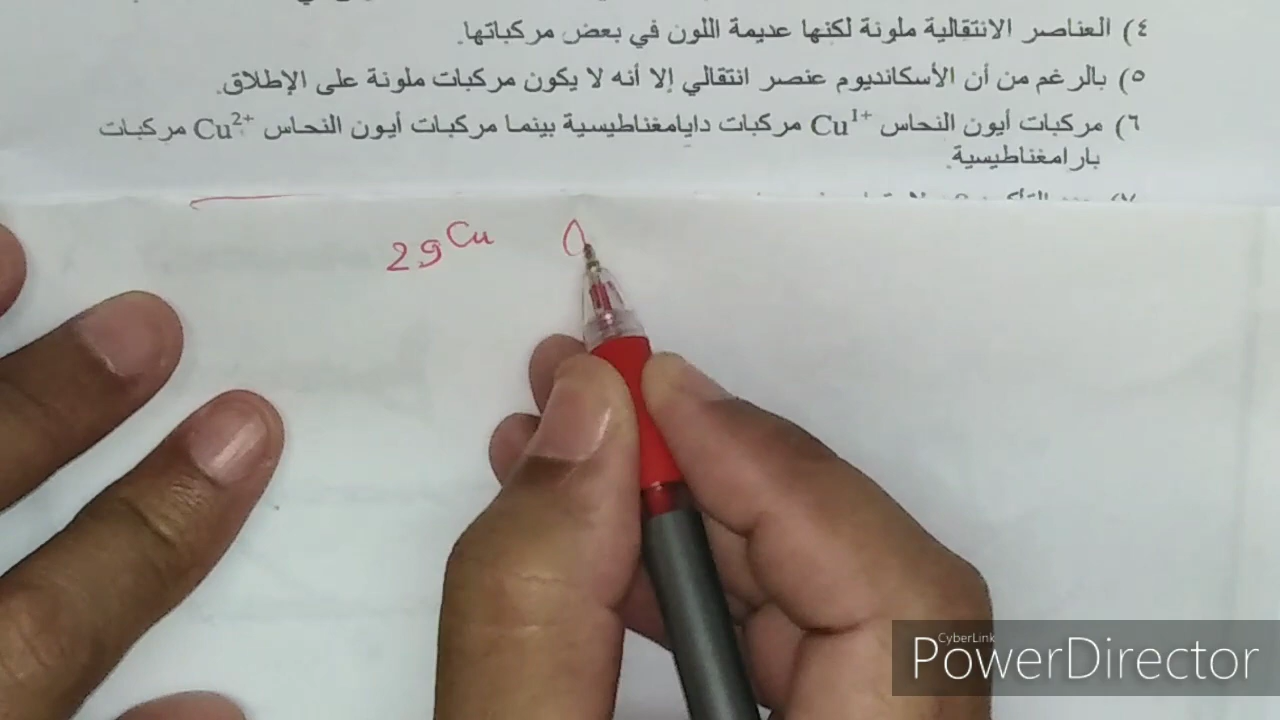 ٤) العناصر الانتقالية ملونة لكنها عديمة اللون في بعض مركباتها.
٥) بالرغم من أن الأسكانديوم عنصر انتقالي إلا أنه لا يكون مركبات ملونة على الإطلاق.
٦) مركبات أيون النحاس Cu¹⁺ مركبات دايامغناطيسية بينما مركبات أيون النحاس Cu²⁺ مركبات
بارامغناطيسية.
29 Cu
CyberLink
PowerDirector